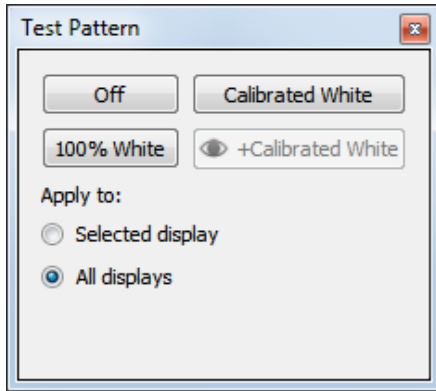 Test Pattern
Off
Calibrated White
100% White
+Calibrated White
Apply to:
Selected display
All displays